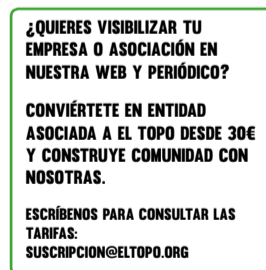 ¿QUIERES VISIBILIZAR TU
EMPRESA O ASOCIACIÓN EN
NUESTRA WEB Y PERIÓDICO?
CONVIÉRTETE EN ENTIDAD
ASOCIADA A EL TOPO DESDE 30€
Y CONSTRUYE COMUNIDAD CON
NOSOTRAS.
ESCRÍBENOS PARA CONSULTAR LAS
TARIFAS:
SUSCRIPCION@ELTOPO.ORG